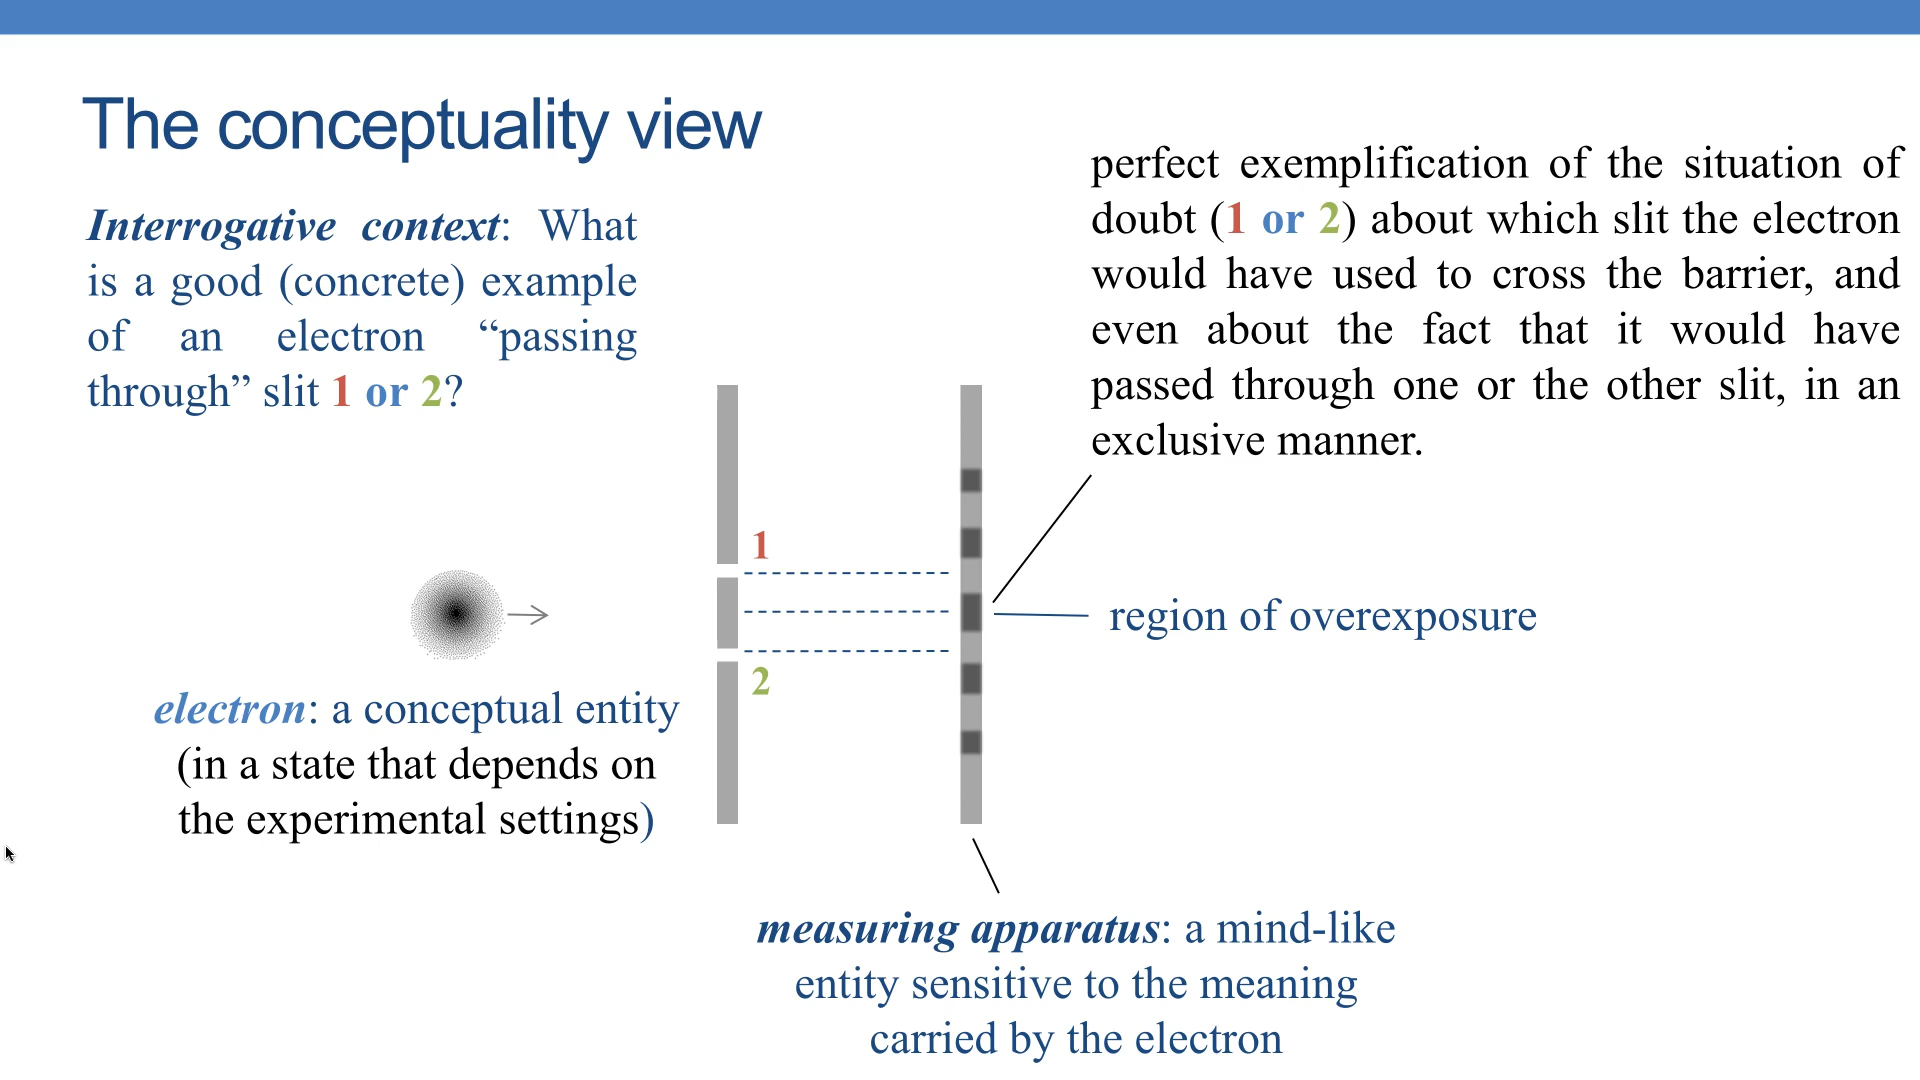 The conceptuality view
Interrogative context: What
is a good (concrete) example
of an electron “passing
through” slit 1 or 2?
perfect exemplification of the situation of
doubt (1 or 2) about which slit the electron
would have used to cross the barrier, and
even about the fact that it would have
passed through one or the other slit, in an
exclusive manner.
1
region of overexposure
2
electron: a conceptual entity
(in a state that depends on
the experimental settings)
measuring apparatus: a mind-like
entity sensitive to the meaning
carried by the electron